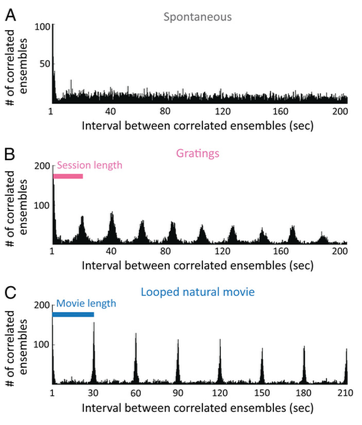 A
Spontaneous
# of correlated
ensembles
100
50
1 40 80 120 160 200
Interval between correlated ensembles (sec)
B
Gratings
# of correlated
ensembles
200
100
Session length
1 40 80 120 160 200
Interval between correlated ensembles (sec)
C
Looped natural movie
# of correlated
ensembles
200
100
Movie length
1 30 60 90 120 150 180 210
Interval between correlated ensembles (sec)